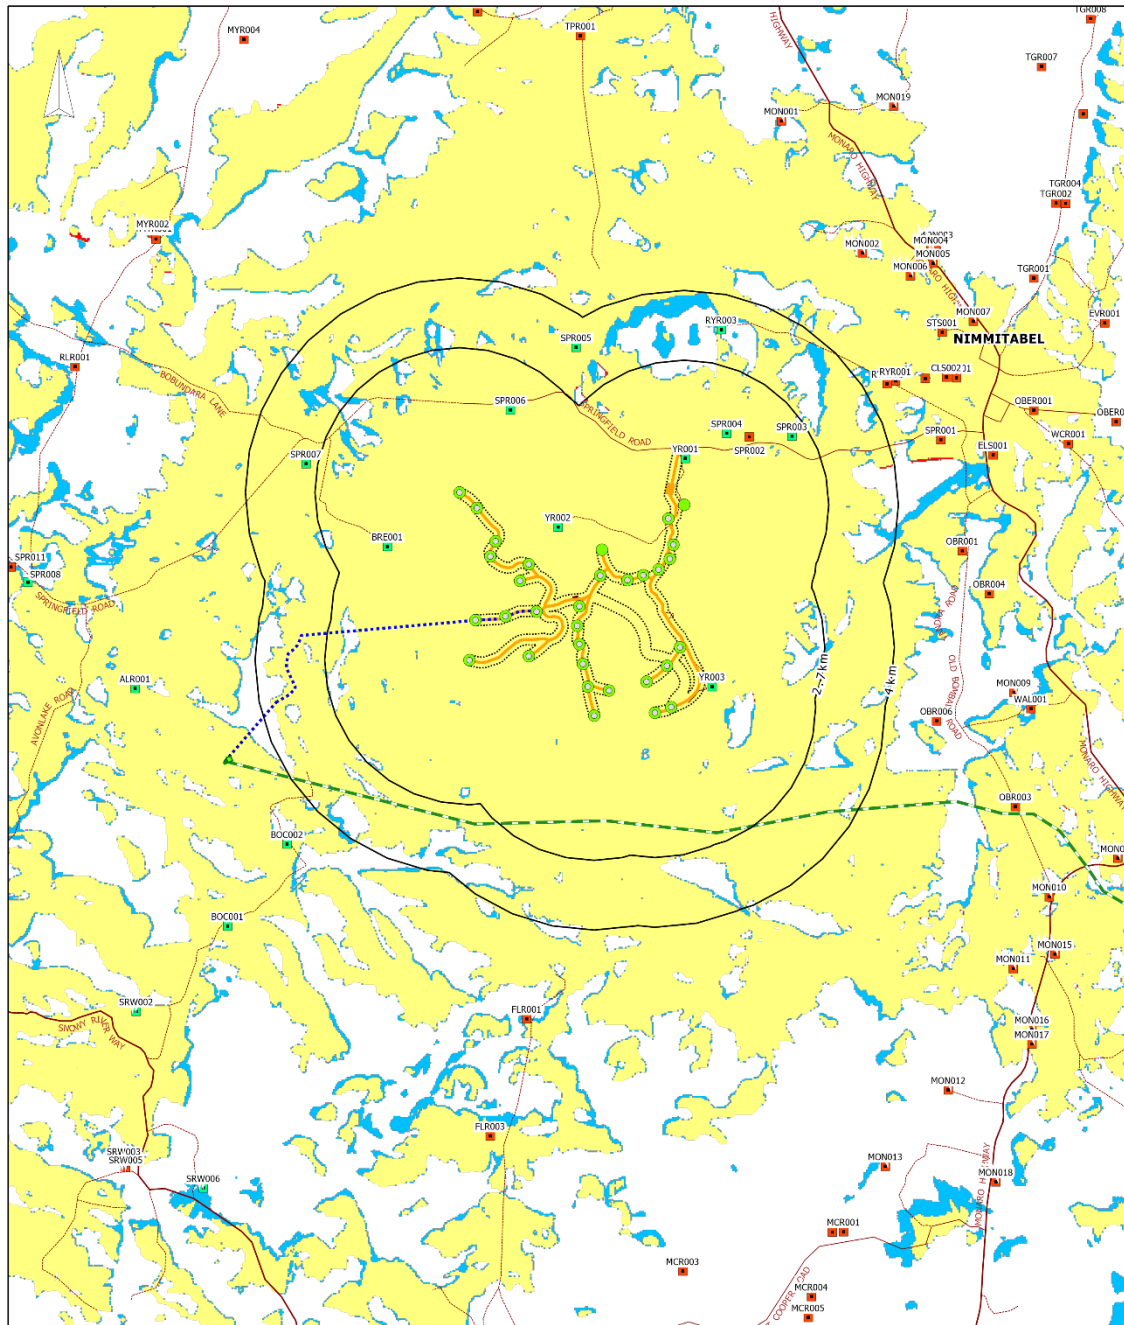 TGR008
MYR004
TPR001
HIGHWAY
TGR007
MON019
MON001
MONARO HIGHWAY
TGR004
TGR002
MYR002
MON004
MON002
MON005
MON006
TGR001
MON007
EVR001
RYR003
STS001
NIMMITABEL
SPR005
RLR001
BOBUNDARA LANE
RYR001
CLS002
SPR006
OBER001
SPRINGFIELD ROAD
SPR004
SPR003
SPR001
WCR001
SPR002
ELS001
SPR007
YR001
YR002
BRE001
OBR001
SPR011
SPR008
OBR004
SPRINGFIELD ROAD
ALR001
YR003
2.7km
4 km
MON009
WAL001
AVONLAKE ROAD
OBR006
OLD BOMBALA ROAD
MONARO HIGHWAY
OBR003
BOC002
MON010
BOC001
MON015
MON011
SRW002
FLR001
SNOWY RIVER WAY
MON016
MON017
MON012
FLR003
SRW003
SRW005
MON013
SRW006
MON018
MONARO HIGHWAY
MCR001
MCR003
COOPER ROAD
MCR004
MCR005